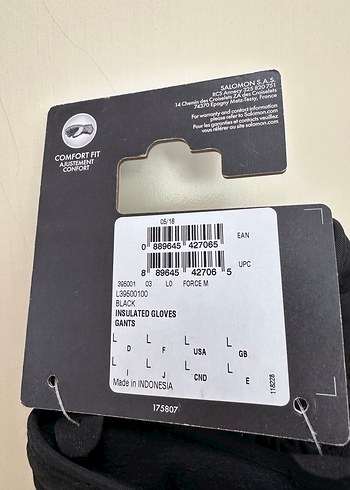 SALOMON S.A.S.
RCS Annecy 325 820 751
14 Chemin des Croiselets ZA des Croiselets
74370 Epagny Metz-Tessy, France
For warranty and contact information
please refer to Salomon.com
Pour les garanties et contacts veuillez
vous référer au site salomon.com
COMFORT FIT
AJUSTEMENT
CONFORT
05/18
0 889645 427065 EAN
8 89645 42706 5 UPC
395001 03 L0 FORCE M
L39500100
BLACK
INSULATED GLOVES
GANTS
L D L F L USA L GB
L I L J L CND L E
Made in INDONESIA
118228
175807